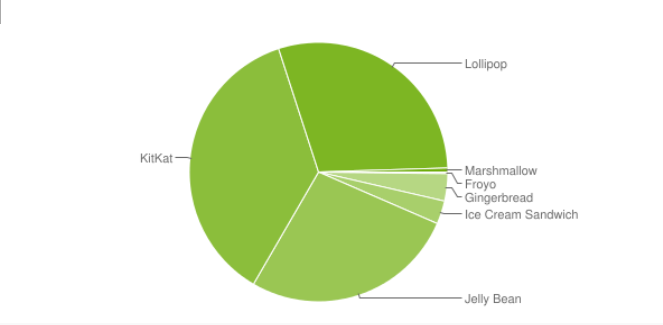 Lollipop
KitKat
Marshmallow
Froyo
Gingerbread
Ice Cream Sandwich
Jelly Bean